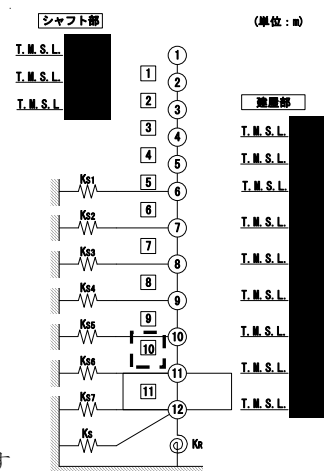 シャフト部
(単位:m)
T. M. S. L.
T. M. S. L.
T. M. S. L
建屋部
T. M. S. L.
T. M. S. L.
T. M. S. L.
T. M. S. L.
T. M. S. L.
T. M. S. L.
T. M. S. L.
T. M. S. L.
T. M. S. L.
1
1
2
2
3
3
4
4
5
5
6
KS1
6
7
KS2
7
8
KS3
8
9
KS4
9
10
KS5
10
11
KS6
11
12
KS7
KS
KR
す